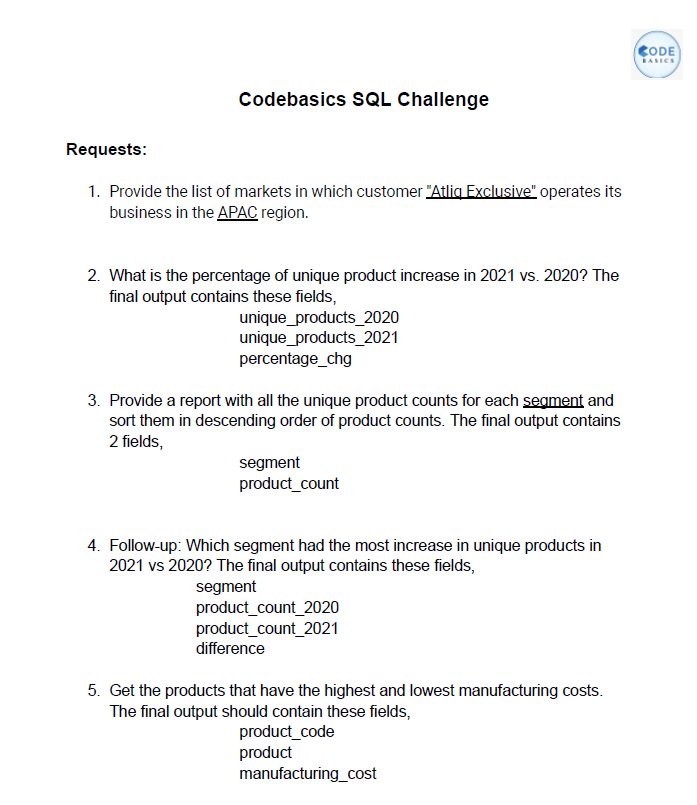 CODE
BASICS
Codebasics SQL Challenge
Requests:
1. Provide the list of markets in which customer "Atliq Exclusive" operates its
business in the APAC region.
2. What is the percentage of unique product increase in 2021 vs. 2020? The
final output contains these fields,
unique_products_2020
unique_products_2021
percentage_chg
3. Provide a report with all the unique product counts for each segment and
sort them in descending order of product counts. The final output contains
2 fields,
segment
product_count
4. Follow-up: Which segment had the most increase in unique products in
2021 vs 2020? The final output contains these fields,
segment
product_count_2020
product_count_2021
difference
5. Get the products that have the highest and lowest manufacturing costs.
The final output should contain these fields,
product_code
product
manufacturing_cost